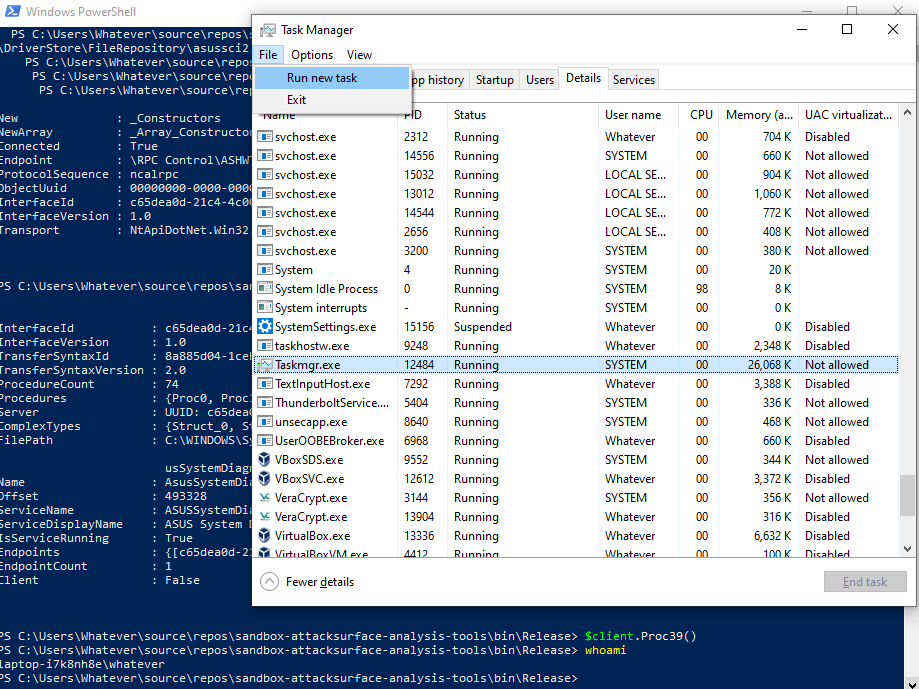 Windows PowerShell
PS C:\Users\Whatever\source\repos\s
\DriverStore\FileRepository\asussci2
PS C:\Users\Whatever\source\repo
PS C:\Users\Whatever\source\rep
PS C:\Users\Whatever\source\re
New : _Constructors
NewArray : _Array_Constructor
Connected : True
Endpoint : \RPC Control\ASHW
ProtocolSequence : ncalrpc
ObjectUuid : 00000000-0000-0000
InterfaceId : c65dea0d-21c4-4c00
InterfaceVersion : 1.0
Transport : NtApiDotNet.Win32
PS C:\Users\Whatever\source\repos\san
InterfaceId : c65dea0d-21c4
InterfaceVersion : 1.0
TransferSyntaxId : 8a885d04-1ceb
TransferSyntaxVersion : 2.0
ProcedureCount : 74
Procedures : {Proc0, Proc
Server : UUID: c65dea0
ComplexTypes : {Struct_0, St
FilePath : C:\WINDOWS\Sy
usSystemDiagn
Name : AsusSystemDia
Offset : 493328
ServiceName : ASUSSystemDia
ServiceDisplayName : ASUS System D
IsServiceRunning : True
Endpoints : {[c65dea0d-21
EndpointCount : 1
Client : False
PS C:\Users\Whatever\source\repos\sandbox-attacksurface-analysis-tools\bin\Release> $client.Proc39()
PS C:\Users\Whatever\source\repos\sandbox-attacksurface-analysis-tools\bin\Release> whoami
laptop-i7k8nh8e\whatever
PS C:\Users\Whatever\source\repos\sandbox-attacksurface-analysis-tools\bin\Release>
Task Manager
File Options View
Run new task
Exit
pp history Startup Users Details Services
Name PID Status User name CPU Memory (a... UAC virtualizat...
svchost.exe 2312 Running Whatever 00 704 K Disabled
svchost.exe 14556 Running SYSTEM 00 660 K Not allowed
svchost.exe 15032 Running LOCAL SE... 00 904 K Not allowed
svchost.exe 13012 Running LOCAL SE... 00 1,060 K Not allowed
svchost.exe 14544 Running LOCAL SE... 00 772 K Not allowed
svchost.exe 2656 Running LOCAL SE... 00 408 K Not allowed
svchost.exe 3200 Running SYSTEM 00 380 K Not allowed
System 4 Running SYSTEM 00 20 K
System Idle Process 0 Running SYSTEM 98 8 K
System interrupts - Running SYSTEM 00 0 K
SystemSettings.exe 15156 Suspended Whatever 00 0 K Disabled
taskhostw.exe 9248 Running Whatever 00 2,348 K Disabled
Taskmgr.exe 12484 Running SYSTEM 00 26,068 K Not allowed
TextInputHost.exe 7292 Running Whatever 00 3,388 K Disabled
ThunderboltService.... 5404 Running SYSTEM 00 336 K Not allowed
unsecapp.exe 8640 Running SYSTEM 00 468 K Not allowed
UserOOBEBroker.exe 6968 Running Whatever 00 660 K Disabled
VBoxSDS.exe 9552 Running SYSTEM 00 344 K Not allowed
VBoxSVC.exe 12612 Running Whatever 00 3,372 K Disabled
VeraCrypt.exe 3144 Running SYSTEM 00 356 K Not allowed
VeraCrypt.exe 13904 Running Whatever 00 316 K Disabled
VirtualBox.exe 13336 Running Whatever 00 6,632 K Disabled
VirtualBoxVM.exe 4412 Running Whatever 00 100 K Disabled
Fewer details
End task